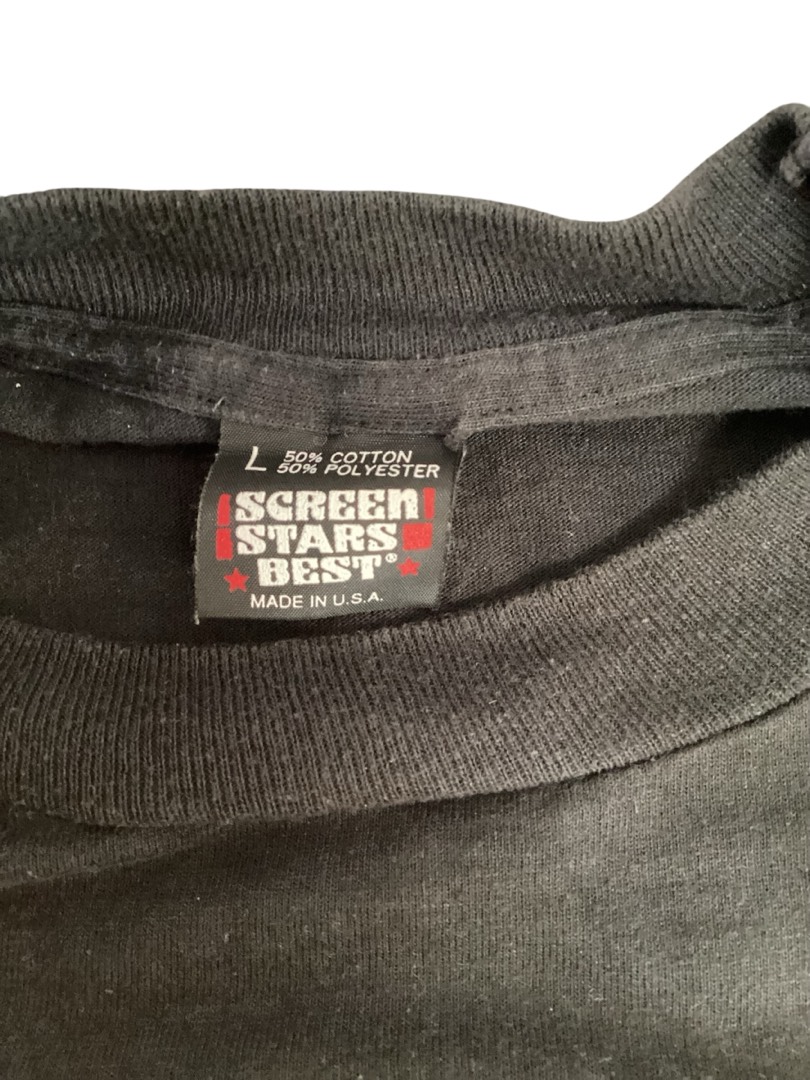 L 50% COTTON
50% POLYESTER
SCREEN
STARS
BEST®
MADE IN U.S.A.